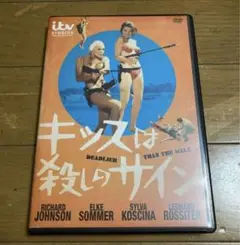 itv
STUDIOS
キッスは
DEADLIER THAN THE MALE
殺しのサイン
RICHARD JOHNSON
ELKE SOMMER
SYLVA KOSCINA
LEONARD ROSSITER